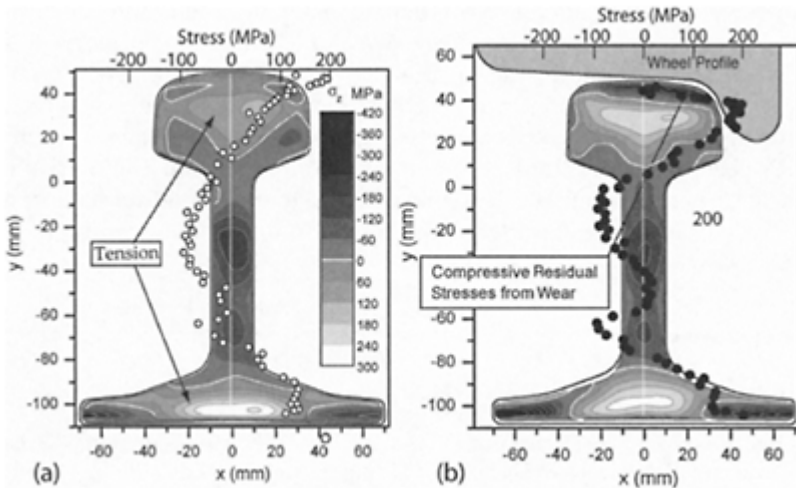 Stress (MPa)
-200 -100 0 100 200
σz MPa
-420
-360
-300
-240
-180
-120
-60
0
60
120
180
240
300
40
20
0
-20
-40
-60
-80
-100
y (mm)
Tension
-60 -40 -20 0 20 40 60
x (mm)
(a)
Stress (MPa)
-200 -100 0 100 200
Wheel Profile
60
40
20
0
-20
-40
-60
-80
-100
y (mm)
200
Compressive Residual
Stresses from Wear
-80 -60 -40 -20 0 20 40 60
x (mm)
(b)